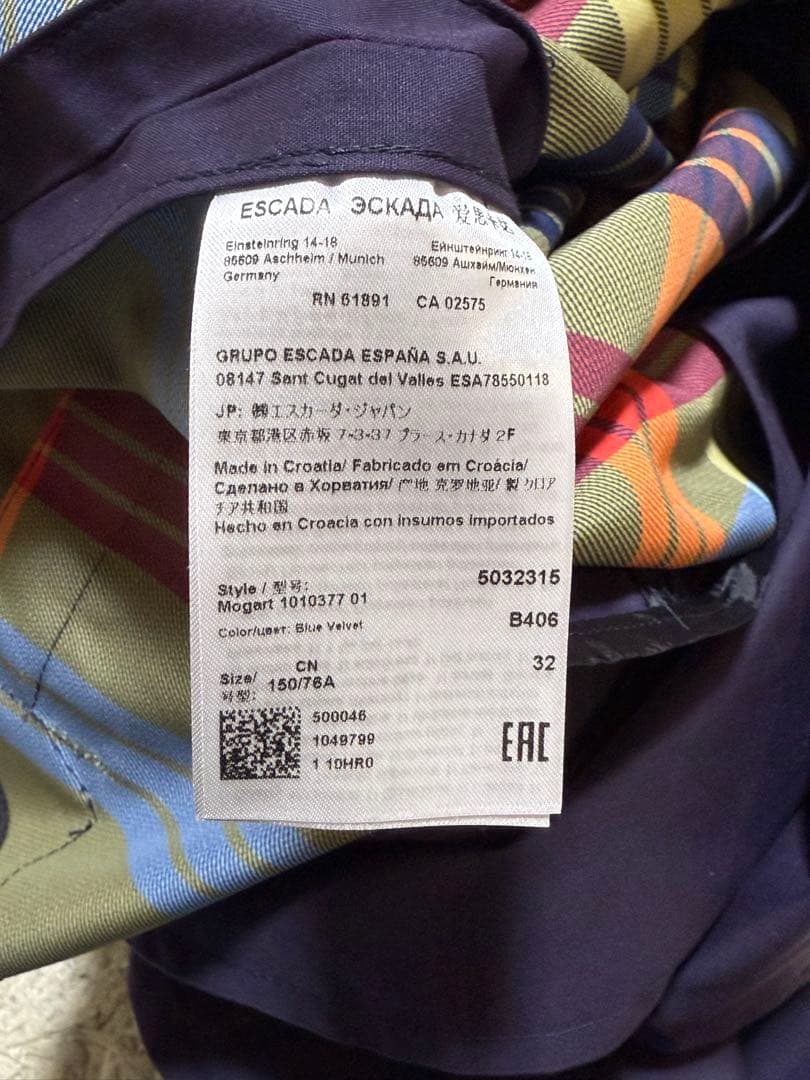 ESCADA ЭСКАДА 爱思卡达
Einsteinring 14-18
85609 Aschheim / Munich
Germany
Ейнштейнринг 14-18
85609 Ашхайм/Мюнхен
Германия
RN 61891 CA 02575
GRUPO ESCADA ESPAÑA S.A.U.
08147 Sant Cugat del Valles ESA78550118
JP: ㈱エスカーダ・ジャパン
東京都港区赤坂 7-3-37 プラース・カナダ 2F
Made in Croatia/ Fabricado em Croácia/
Сделано в Хорватия/ 产地 克罗地亚/ 製 クロア
チア共和国
Hecho en Croacia con insumos importados
Style / 型号: 5032315
Mogart 1010377 01
Color/цвет: Blue Velvet B406
Size/ CN 32
号型: 150/76A
500046
1049799
1 10HR0
EAC